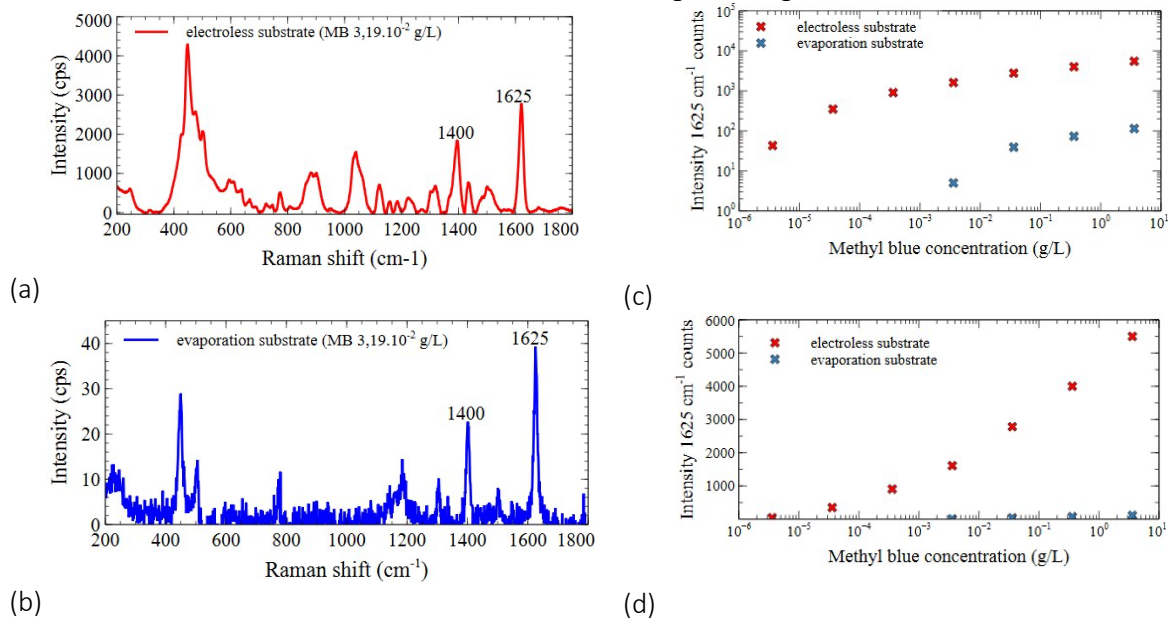 electroless substrate (MB 3,19.10⁻² g/L)
5000
4000
3000
2000
1000
0
Intensity (cps)
1400
1625
200 400 600 800 1000 1200 1400 1600 1800
Raman shift (cm-1)
(a)
evaporation substrate (MB 3,19.10⁻² g/L)
40
30
20
10
0
Intensity (cps)
1400
1625
200 400 600 800 1000 1200 1400 1600 1800
Raman shift (cm⁻¹)
(b)
electroless substrate
evaporation substrate
10⁵
10⁴
10³
10²
10¹
10⁰
Intensity 1625 cm⁻¹ counts
10⁻⁶ 10⁻⁵ 10⁻⁴ 10⁻³ 10⁻² 10⁻¹ 10⁰ 10¹
Methyl blue concentration (g/L)
(c)
electroless substrate
evaporation substrate
6000
5000
4000
3000
2000
1000
Intensity 1625 cm⁻¹ counts
10⁻⁶ 10⁻⁵ 10⁻⁴ 10⁻³ 10⁻² 10⁻¹ 10⁰ 10¹
Methyl blue concentration (g/L)
(d)